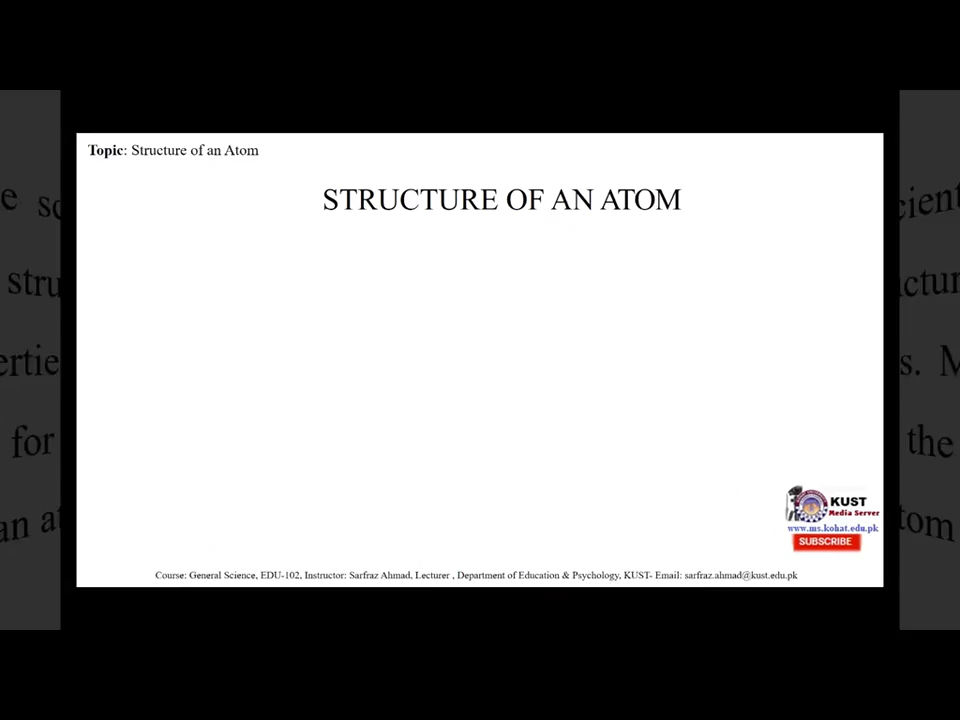 Topic: Structure of an Atom
STRUCTURE OF AN ATOM
KUST
Media Server
www.ms.kohat.edu.pk
SUBSCRIBE
Course: General Science, EDU-102, Instructor: Sarfraz Ahmad, Lecturer , Department of Education & Psychology, KUST- Email: sarfraz.ahmad@kust.edu.pk
for
the